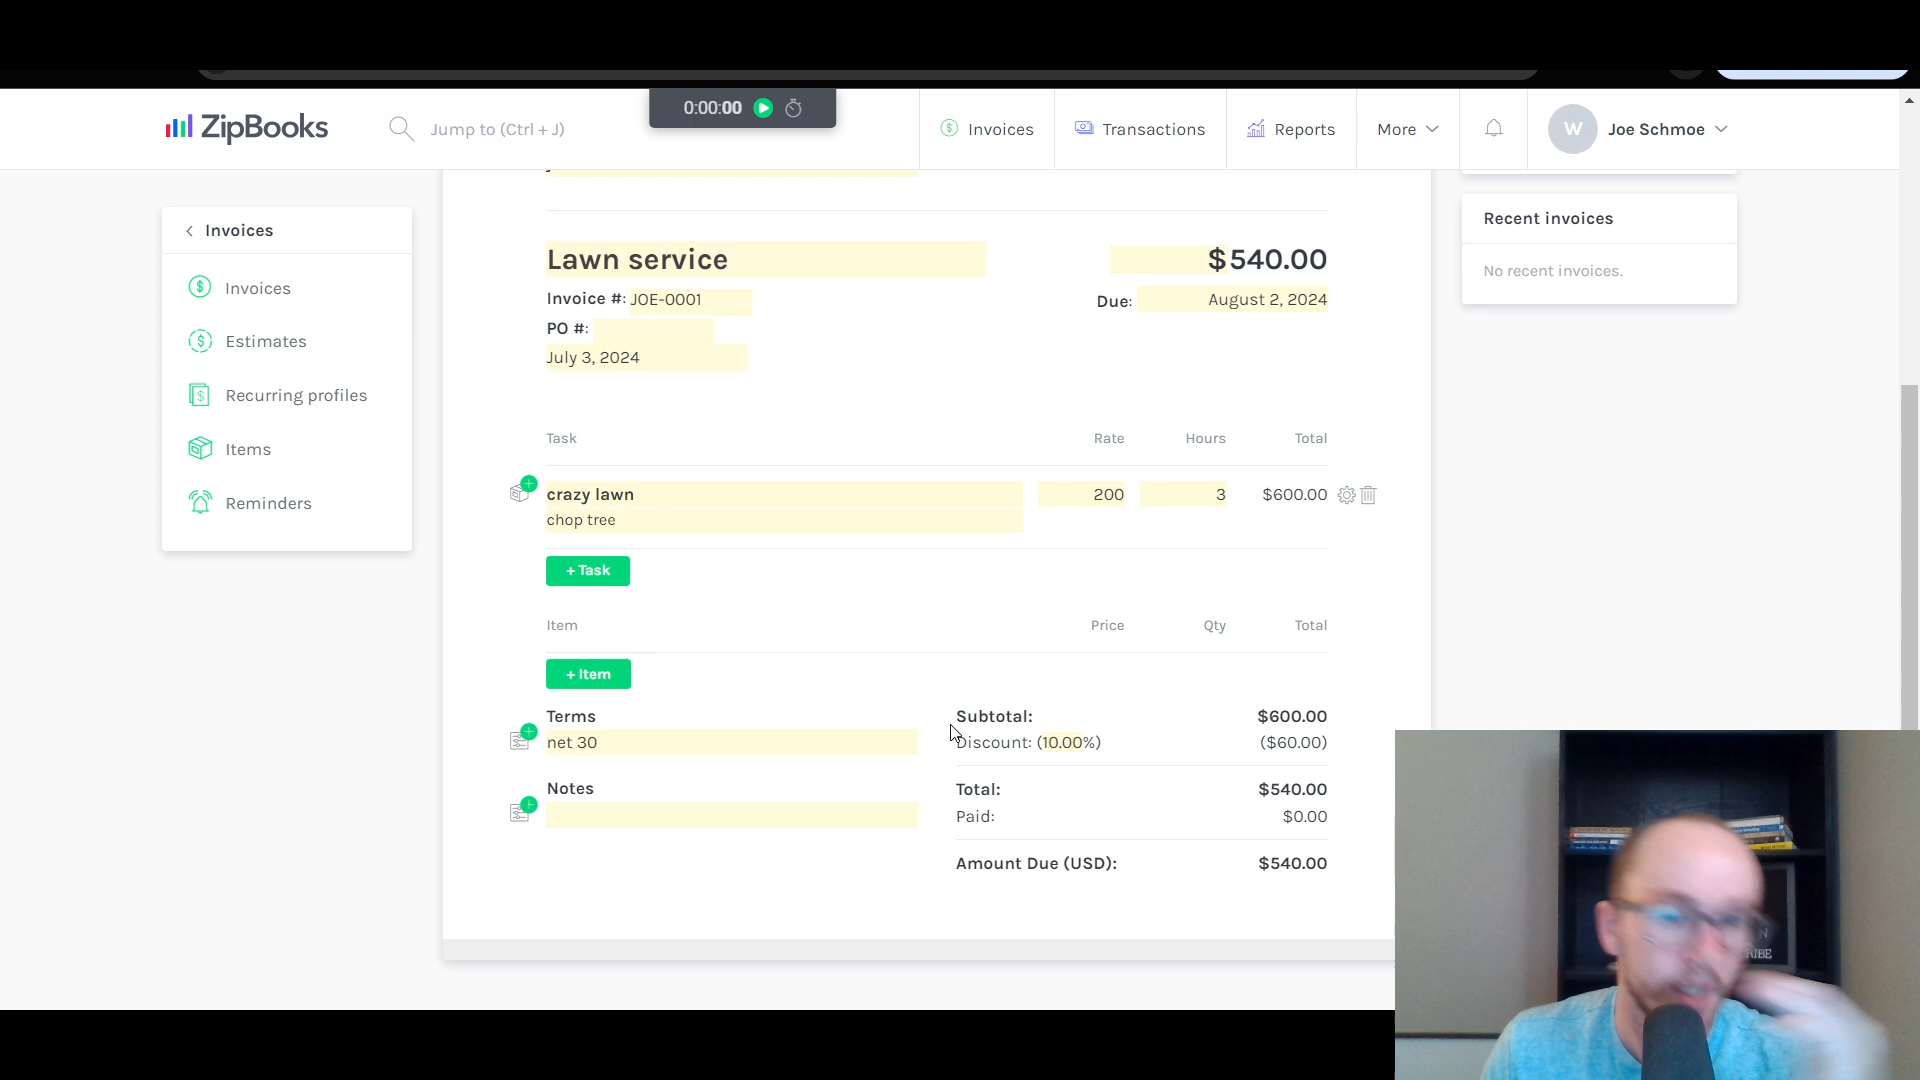 ZipBooks
Jump to (Ctrl + J)
0:00:00
Invoices
Transactions
Reports
More
W
Joe Schmoe
Invoices
Invoices
Estimates
Recurring profiles
Items
Reminders
Lawn service
$540.00
Invoice #: JOE-0001
Due: August 2, 2024
PO #:
July 3, 2024
Task Rate Hours Total
crazy lawn 200 3 $600.00
chop tree
+ Task
Item Price Qty Total
+ Item
Terms
net 30
Notes
Subtotal: $600.00
Discount: (10.00%) ($60.00)
Total: $540.00
Paid: $0.00
Amount Due (USD): $540.00
Recent invoices
No recent invoices.